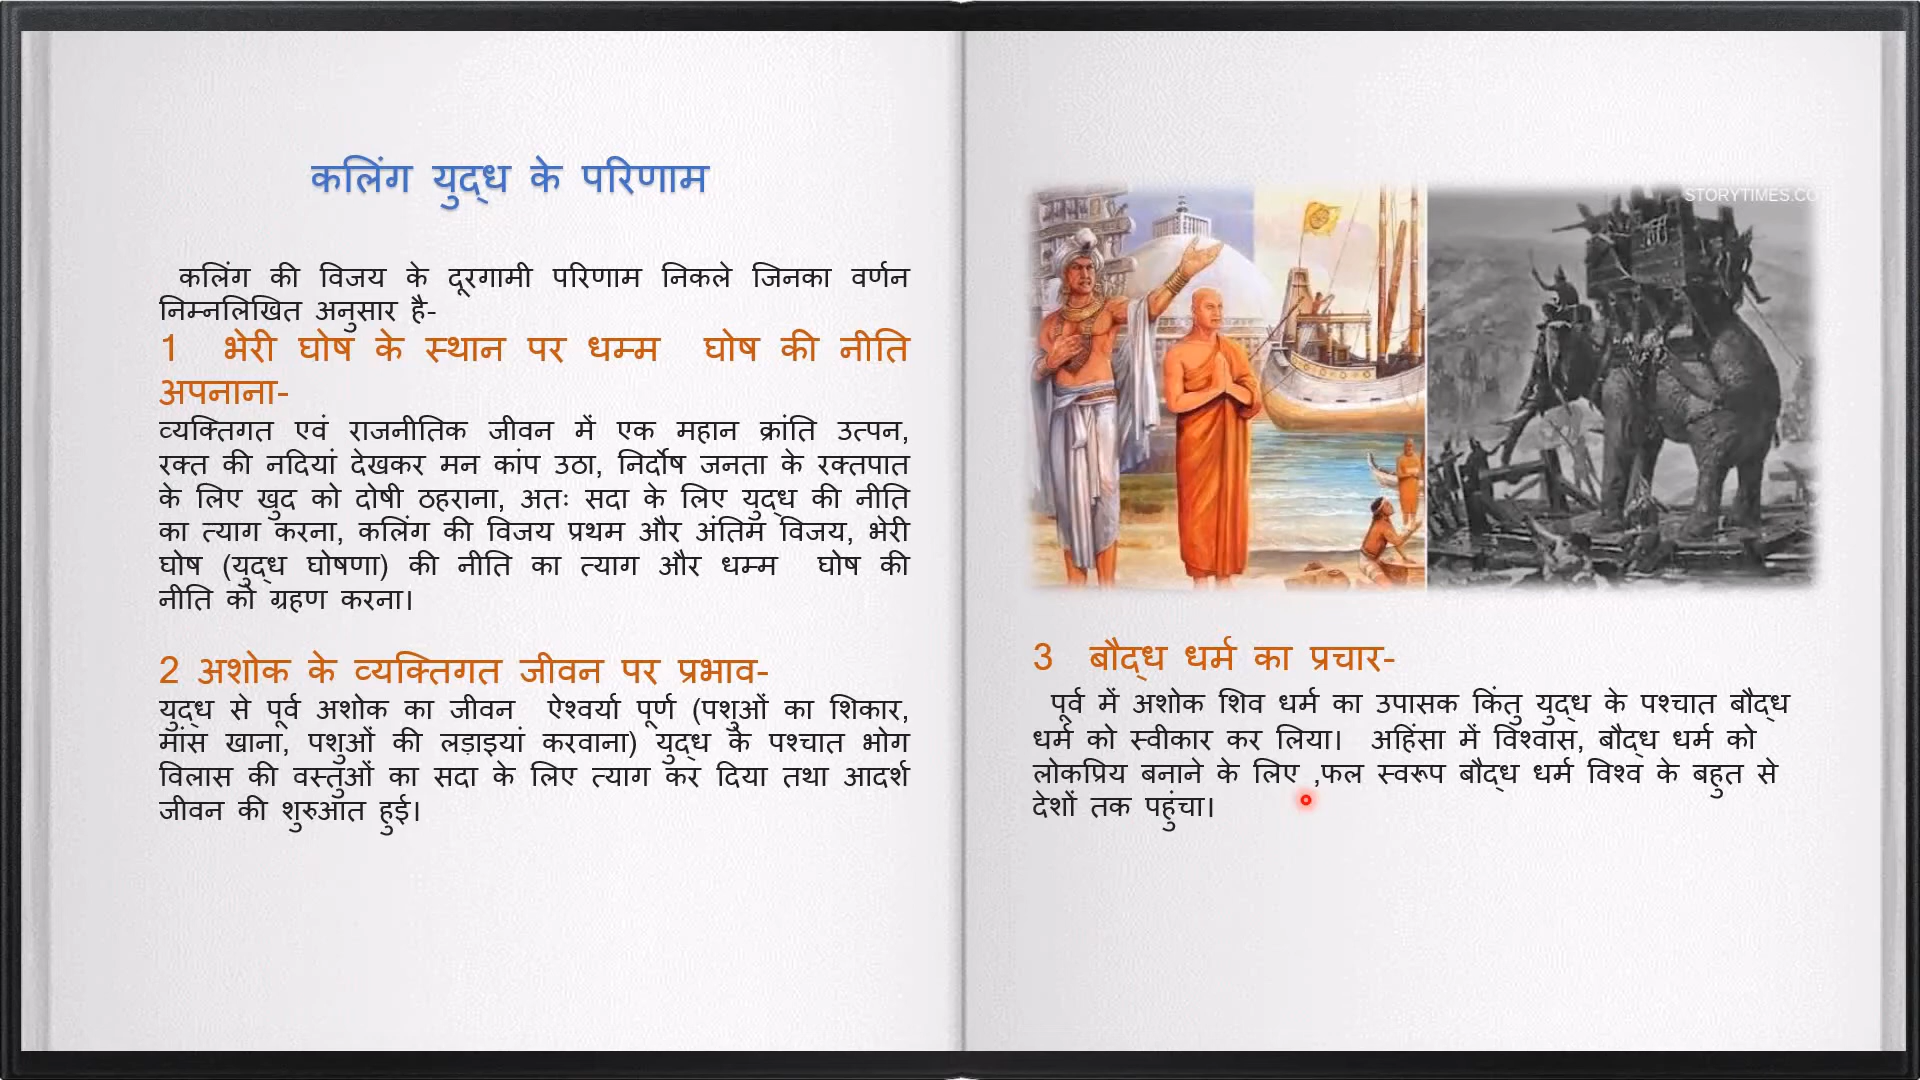 कलिंग युद्ध के परिणाम
कलिंग की विजय के दूरगामी परिणाम निकले जिनका वर्णन
निम्नलिखित अनुसार है-
1 भेरी घोष के स्थान पर धम्म घोष की नीति
अपनाना-
व्यक्तिगत एवं राजनीतिक जीवन में एक महान क्रांति उत्पन,
रक्त की नदियां देखकर मन कांप उठा, निर्दोष जनता के रक्तपात
के लिए खुद को दोषी ठहराना, अतः सदा के लिए युद्ध की नीति
का त्याग करना, कलिंग की विजय प्रथम और अंतिम विजय, भेरी
घोष (युद्ध घोषणा) की नीति का त्याग और धम्म घोष की
नीति को ग्रहण करना।
2 अशोक के व्यक्तिगत जीवन पर प्रभाव-
युद्ध से पूर्व अशोक का जीवन ऐश्वर्या पूर्ण (पशुओं का शिकार,
मांस खाना, पशुओं की लड़ाइयां करवाना) युद्ध के पश्चात भोग
विलास की वस्तुओं का सदा के लिए त्याग कर दिया तथा आदर्श
जीवन की शुरुआत हुई।
STORYTIMES.CO
3 बौद्ध धर्म का प्रचार-
पूर्व में अशोक शिव धर्म का उपासक किंतु युद्ध के पश्चात बौद्ध
धर्म को स्वीकार कर लिया। अहिंसा में विश्वास, बौद्ध धर्म को
लोकप्रिय बनाने के लिए ,फल स्वरूप बौद्ध धर्म विश्व के बहुत से
देशों तक पहुंचा।